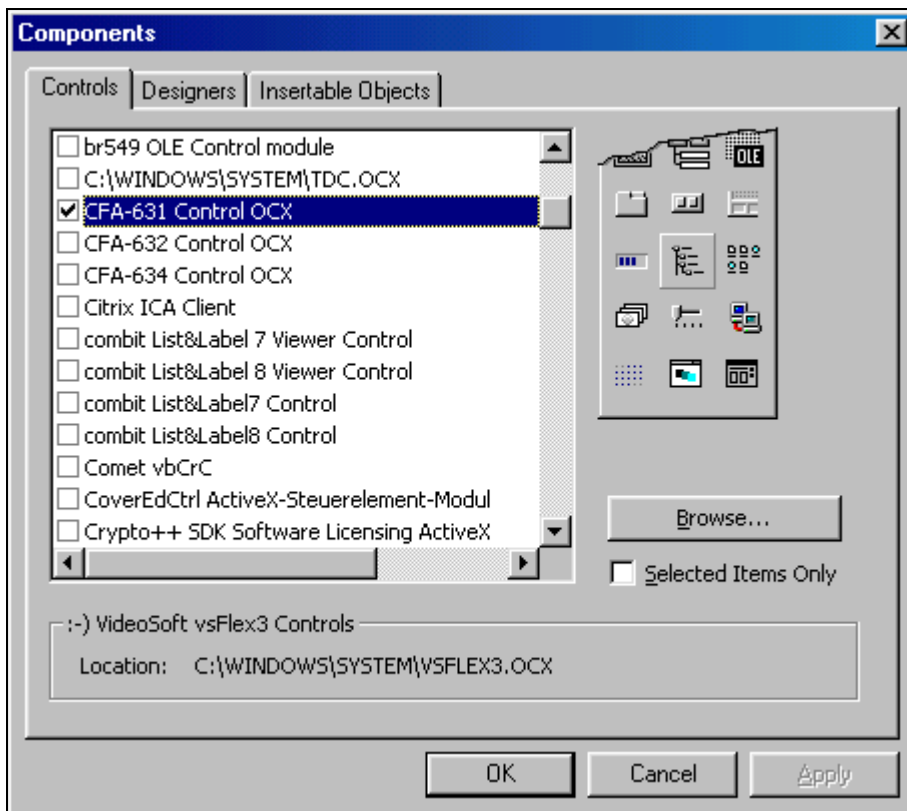 Components
Controls Designers Insertable Objects
br549 OLE Control module
C:\WINDOWS\SYSTEM\TDC.OCX
CFA-631 Control OCX
CFA-632 Control OCX
CFA-634 Control OCX
Citrix ICA Client
combit List&Label 7 Viewer Control
combit List&Label 8 Viewer Control
combit List&Label7 Control
combit List&Label8 Control
Comet vbCrC
CoverEdCtrl ActiveX-Steuerelement-Modul
Crypto++ SDK Software Licensing ActiveX
OLE
Browse...
Selected Items Only
:-) VideoSoft vsFlex3 Controls
Location: C:\WINDOWS\SYSTEM\VSFLEX3.OCX
OK Cancel Apply